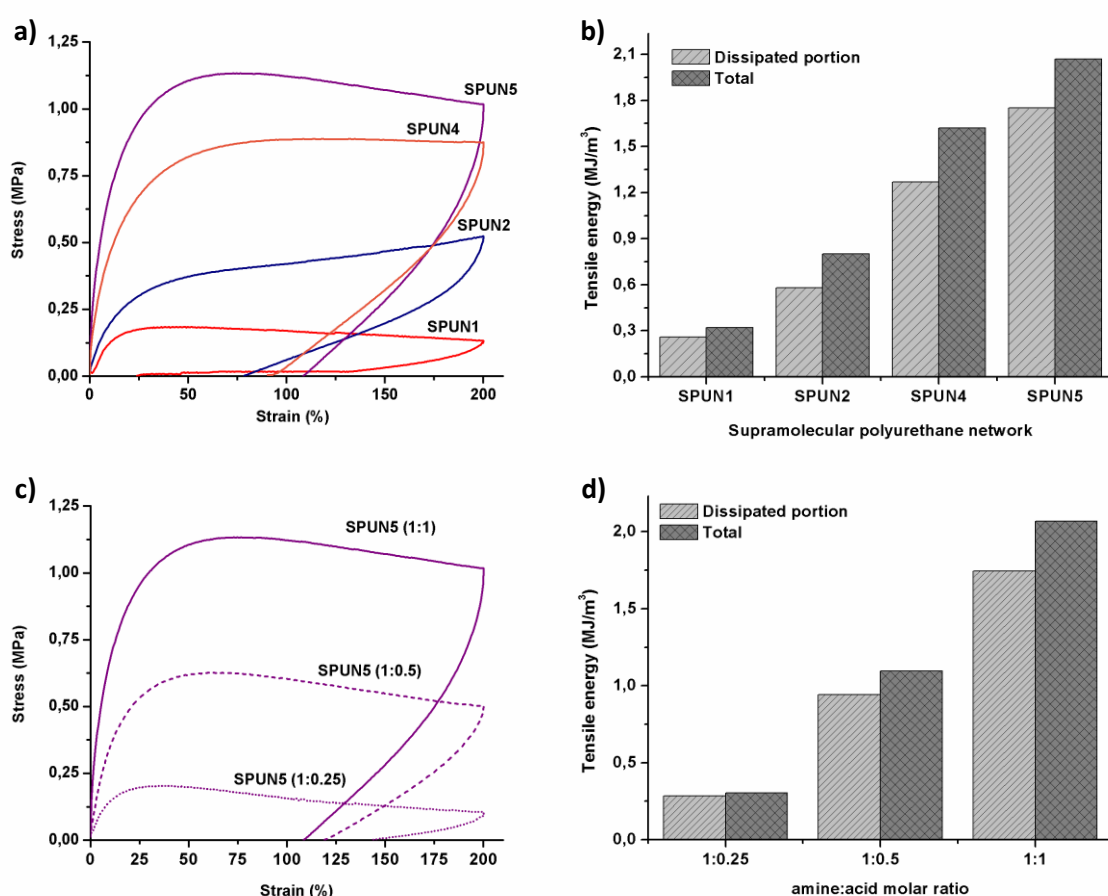 a)
Stress (MPa)
1,25
1,00
0,75
0,50
0,25
0,00
SPUN5
SPUN4
SPUN2
SPUN1
0 25 50 75 100 125 150 175 200
Strain (%)
b)
Tensile energy (MJ/m³)
2,1
1,8
1,5
1,2
0,9
0,6
0,3
0,0
Dissipated portion
Total
SPUN1 SPUN2 SPUN4 SPUN5
Supramolecular polyurethane network
c)
Stress (MPa)
1,25
1,00
0,75
0,50
0,25
0,00
SPUN5 (1:1)
SPUN5 (1:0.5)
SPUN5 (1:0.25)
0 25 50 75 100 125 150 175 200
Strain (%)
d)
Tensile energy (MJ/m³)
2,0
1,5
1,0
0,5
0,0
Dissipated portion
Total
1:0.25 1:0.5 1:1
amine:acid molar ratio